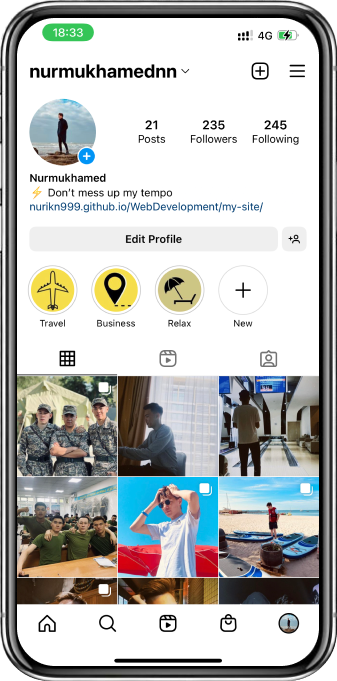 18:33
4G
nurmukhamednn
21 235 245
Posts Followers Following
Nurmukhamed
⚡ Don't mess up my tempo
nurikn999.github.io/WebDevelopment/my-site/
Edit Profile
Travel Business Relax New